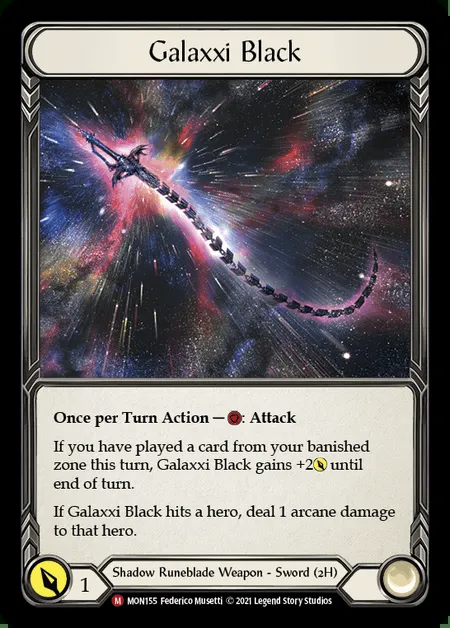 Galaxxi Black
Once per Turn Action — : Attack
If you have played a card from your banished
zone this turn, Galaxxi Black gains +2 until
end of turn.
If Galaxxi Black hits a hero, deal 1 arcane damage
to that hero.
1
Shadow Runeblade Weapon - Sword (2H)
M MON155 Federico Musetti © 2021 Legend Story Studios